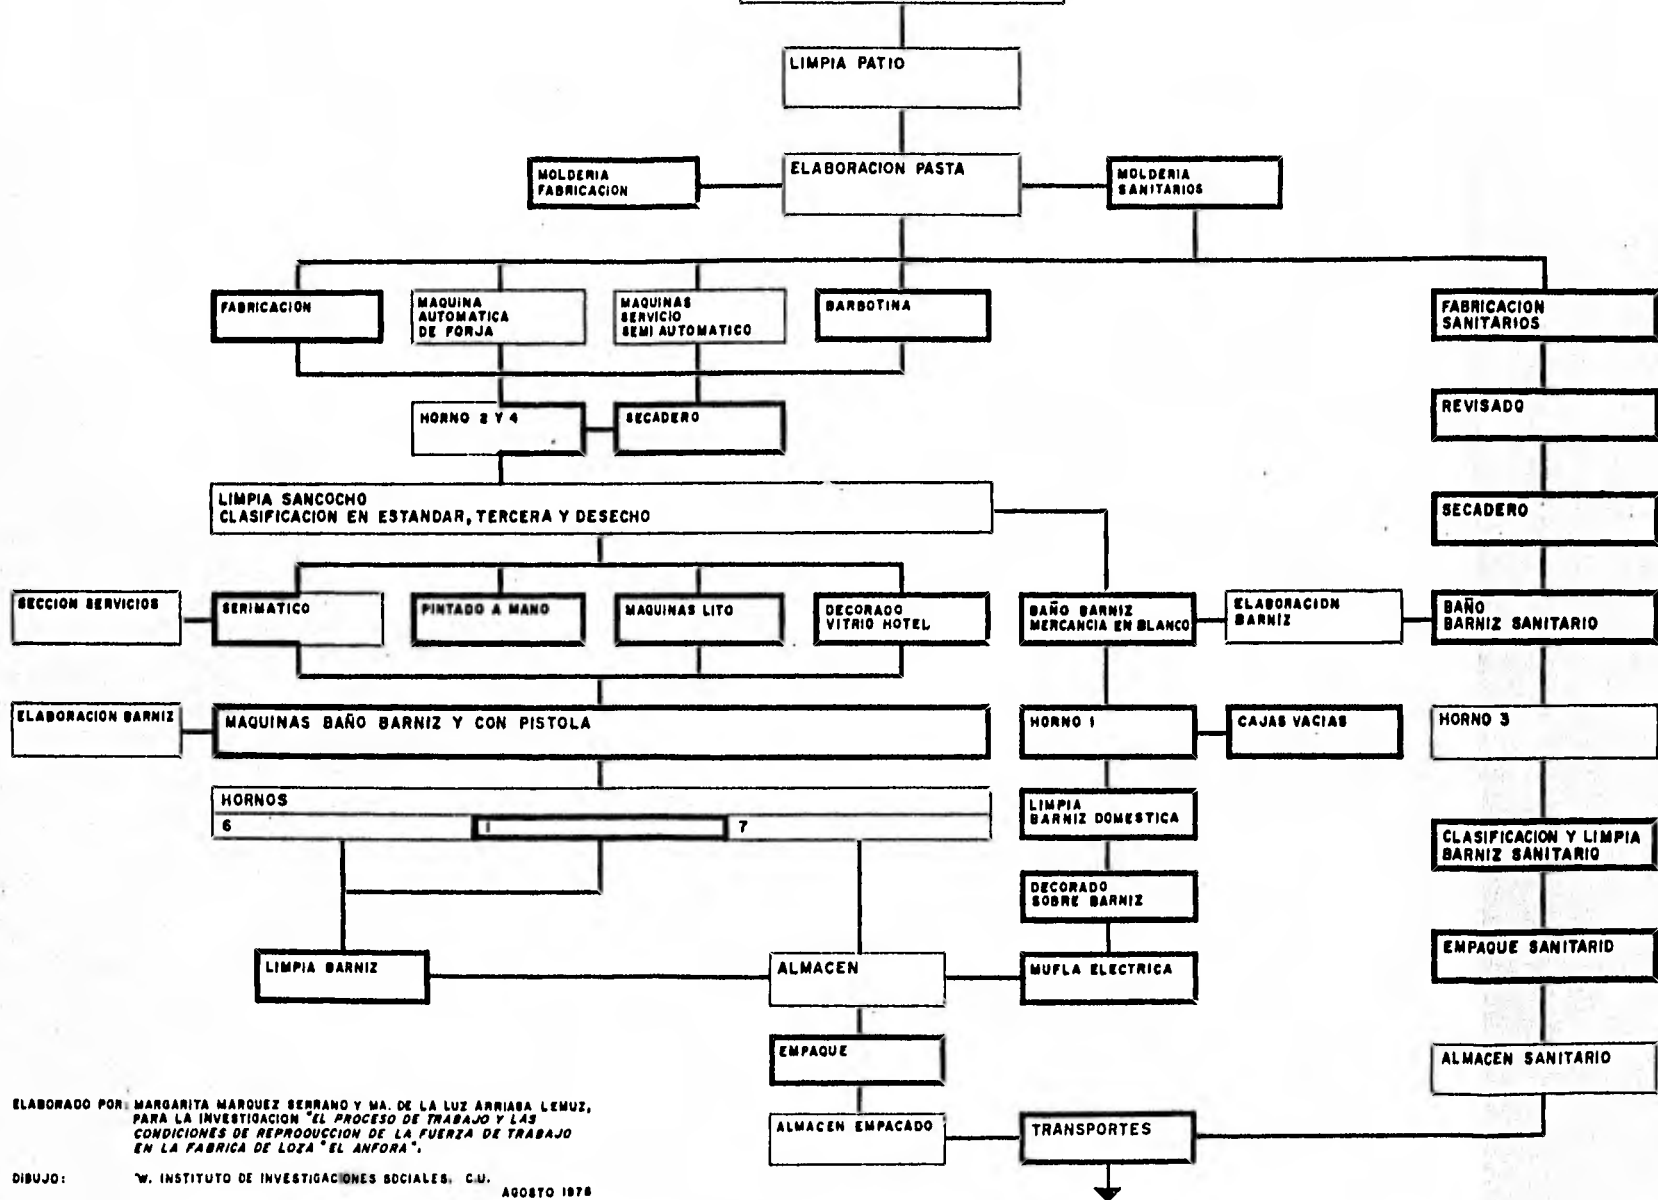 LIMPIA PATIO
MOLDERIA
FABRICACION
ELABORACION PASTA
MOLDERIA
SANITARIOS
FABRICACION
MAQUINA
AUTOMATICA
DE FORJA
MAQUINAS
SERVICIO
SEMI AUTOMATICO
BARBOTINA
FABRICACION
SANITARIOS
HORNO 2 Y 4
SECADERO
REVISADO
LIMPIA SANCOCHO
CLASIFICACION EN ESTANDAR, TERCERA Y DESECHO
SECADERO
SECCION SERVICIOS
SERIMATICO
PINTADO A MANO
MAQUINAS LITO
DECORADO
VITRIO HOTEL
BAÑO BARNIZ
MERCANCIA EN BLANCO
ELABORACION
BARNIZ
BAÑO
BARNIZ SANITARIO
ELABORACION BARNIZ
MAQUINAS BAÑO BARNIZ Y CON PISTOLA
HORNO 1
CAJAS VACIAS
HORNO 3
HORNOS
6
1
7
LIMPIA
BARNIZ DOMESTICA
CLASIFICACION Y LIMPIA
BARNIZ SANITARIO
DECORADO
SOBRE BARNIZ
LIMPIA BARNIZ
ALMACEN
MUFLA ELECTRICA
EMPAQUE SANITARIO
EMPAQUE
ALMACEN SANITARIO
ALMACEN EMPACADO
TRANSPORTES
ELABORADO POR: MARGARITA MARQUEZ SERRANO Y MA. DE LA LUZ ARRIAGA LEMUZ,
PARA LA INVESTIGACION "EL PROCESO DE TRABAJO Y LAS
CONDICIONES DE REPRODUCCION DE LA FUERZA DE TRABAJO
EN LA FABRICA DE LOZA "EL ANFORA".
DIBUJO: W. INSTITUTO DE INVESTIGACIONES SOCIALES. C.U.
AGOSTO 1978